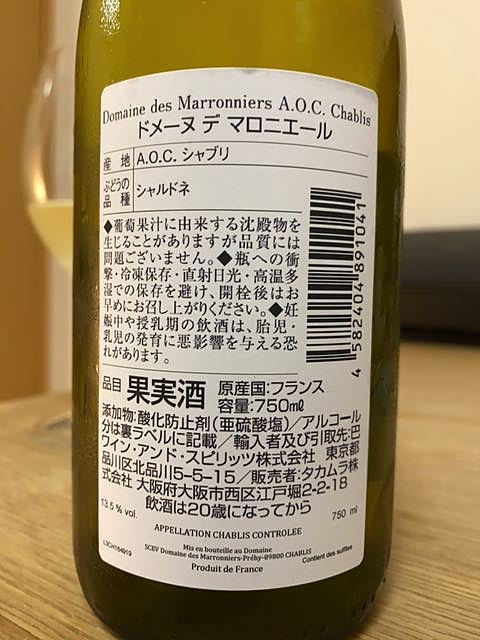 Domaine des Marronniers A.O.C. Chablis
ドメーヌ デ マロニエール
産地 A.O.C. シャブリ
ぶどうの品種 シャルドネ
◆葡萄果汁に由来する沈殿物を
生じることがありますが品質には
問題ございません。◆瓶への衝
撃・冷凍保存・直射日光・高温多
湿での保存を避け、開栓後はお
早めにお召し上がりください。◆妊
娠中や授乳期の飲酒は、胎児・
乳児の発育に悪影響を与える恐
れがあります。
4 582404 891041
品目 果実酒 原産国:フランス
容量:750mℓ
添加物:酸化防止剤(亜硫酸塩)/アルコール
分は裏ラベルに記載/輸入者及び引取先:巴
ワイン・アンド・スピリッツ株式会社 東京都
品川区北品川5-5-15/販売者:タカムラ株
式会社 大阪府大阪市西区江戸堀2-2-18
飲酒は20歳になってから
13.5% vol.
750 ml
APPELLATION CHABLIS CONTROLEE
Mis en bouteille au Domaine
SCEV Domaine des Marronniers-Préhy-89800 CHABLIS
Contient des sulfites
Produit de France